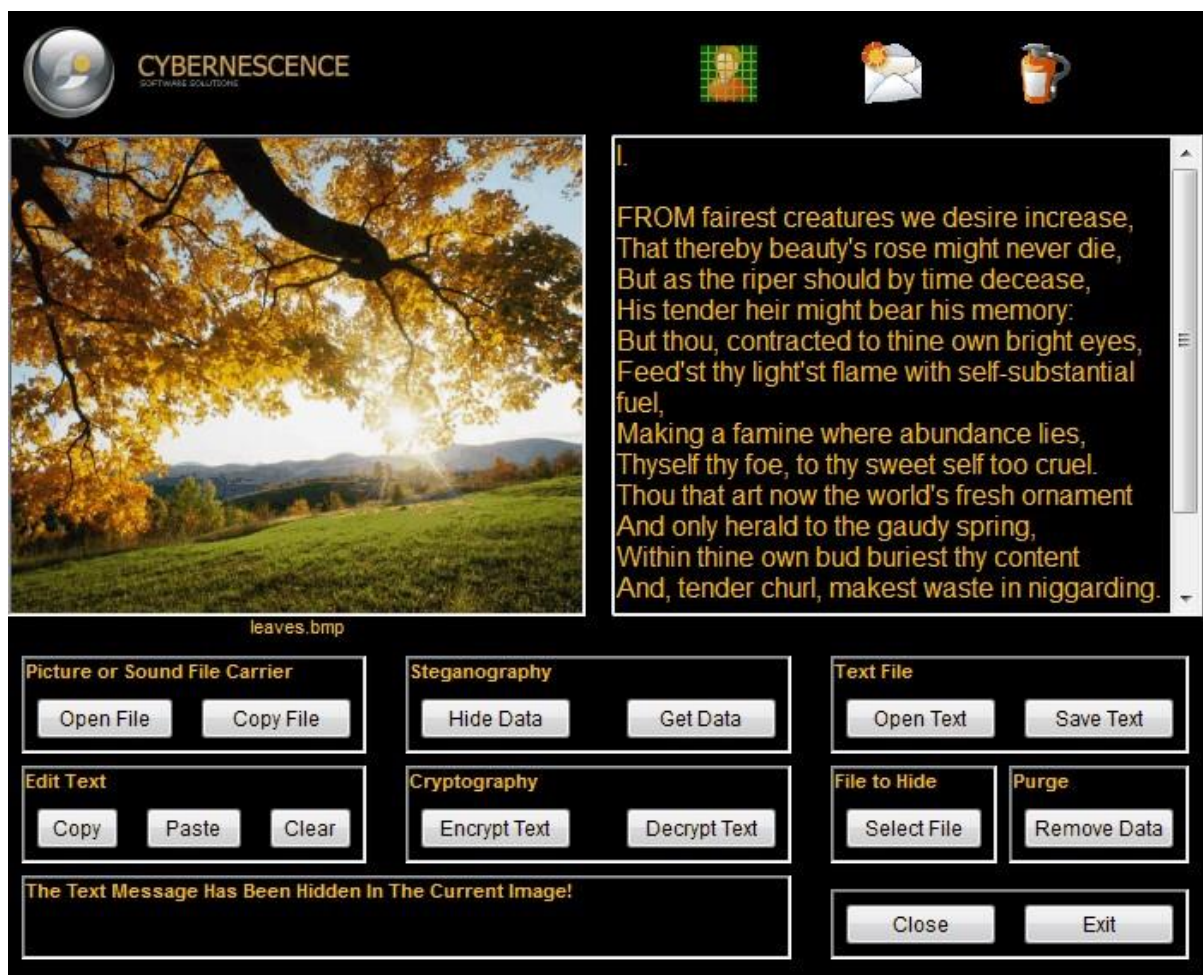 CYBERNESCENCE
SOFTWARE SOLUTIONS
I.
FROM fairest creatures we desire increase,
That thereby beauty's rose might never die,
But as the riper should by time decease,
His tender heir might bear his memory:
But thou, contracted to thine own bright eyes,
Feed'st thy light'st flame with self-substantial
fuel,
Making a famine where abundance lies,
Thyself thy foe, to thy sweet self too cruel.
Thou that art now the world's fresh ornament
And only herald to the gaudy spring,
Within thine own bud buriest thy content
And, tender churl, makest waste in niggarding.
leaves.bmp
Picture or Sound File Carrier
Open File
Copy File
Steganography
Hide Data
Get Data
Text File
Open Text
Save Text
Edit Text
Copy
Paste
Clear
Cryptography
Encrypt Text
Decrypt Text
File to Hide
Select File
Purge
Remove Data
The Text Message Has Been Hidden In The Current Image!
Close
Exit